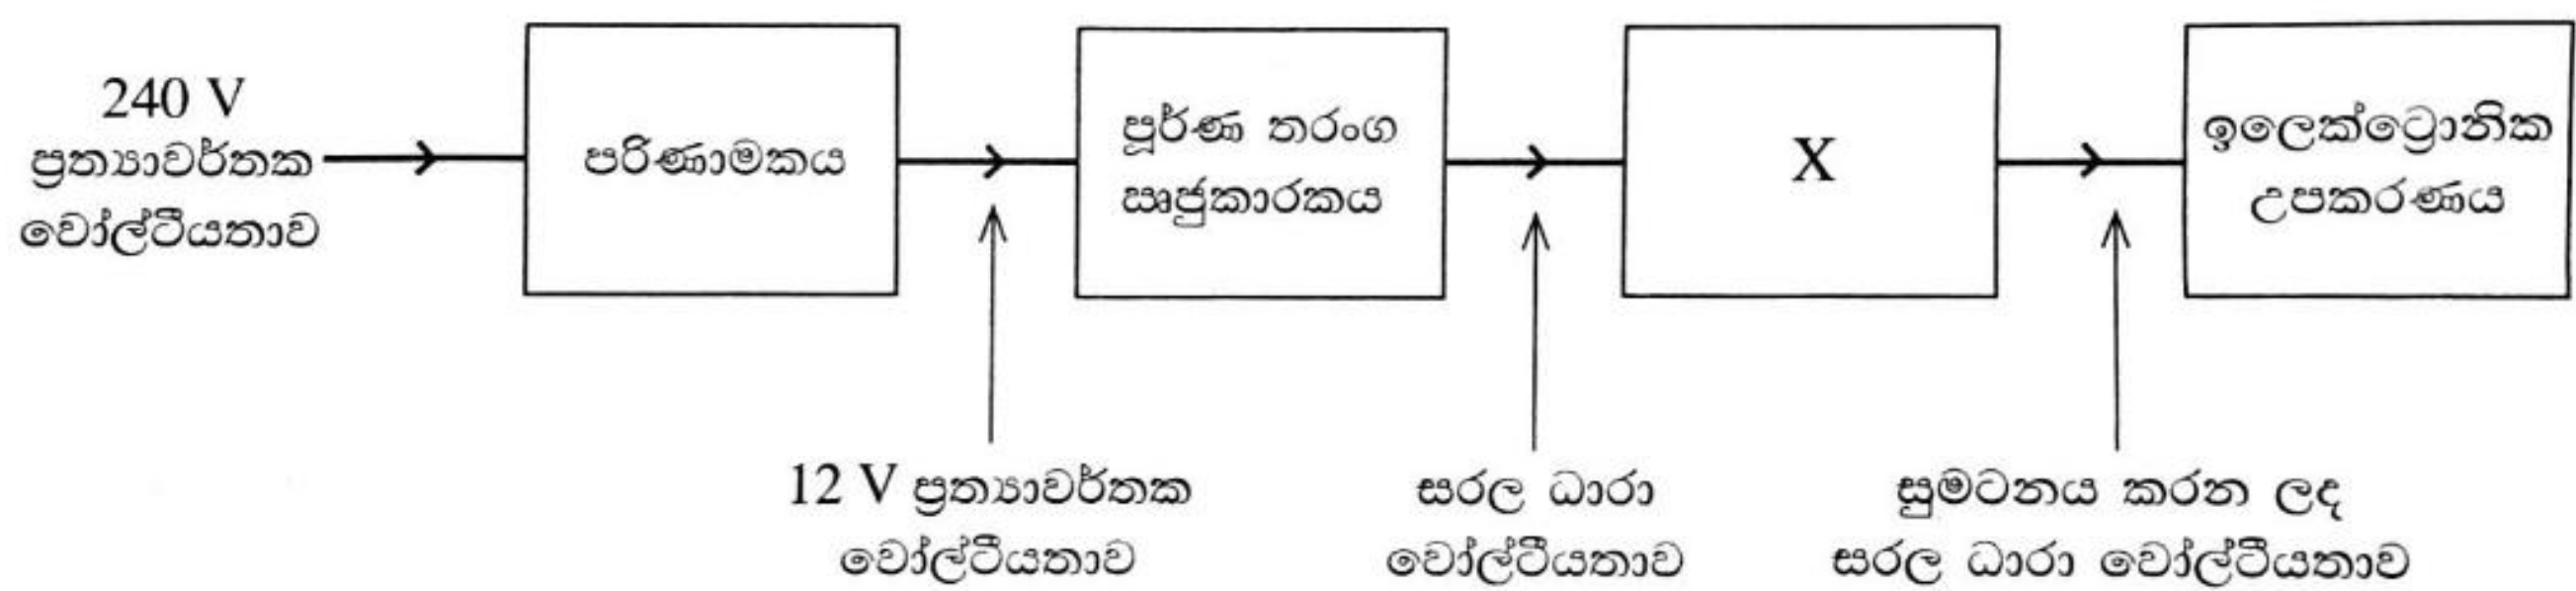 240 V
ප්‍රත්‍යාවර්තක
වෝල්ටීයතාව
පරිණාමකය
පූර්ණ තරංග
ඍජුකාරකය
X
ඉලෙක්ට්‍රොනික
උපකරණය
12 V ප්‍රත්‍යාවර්තක
වෝල්ටීයතාව
සරල ධාරා
වෝල්ටීයතාව
සුමටනය කරන ලද
සරල ධාරා වෝල්ටීයතාව